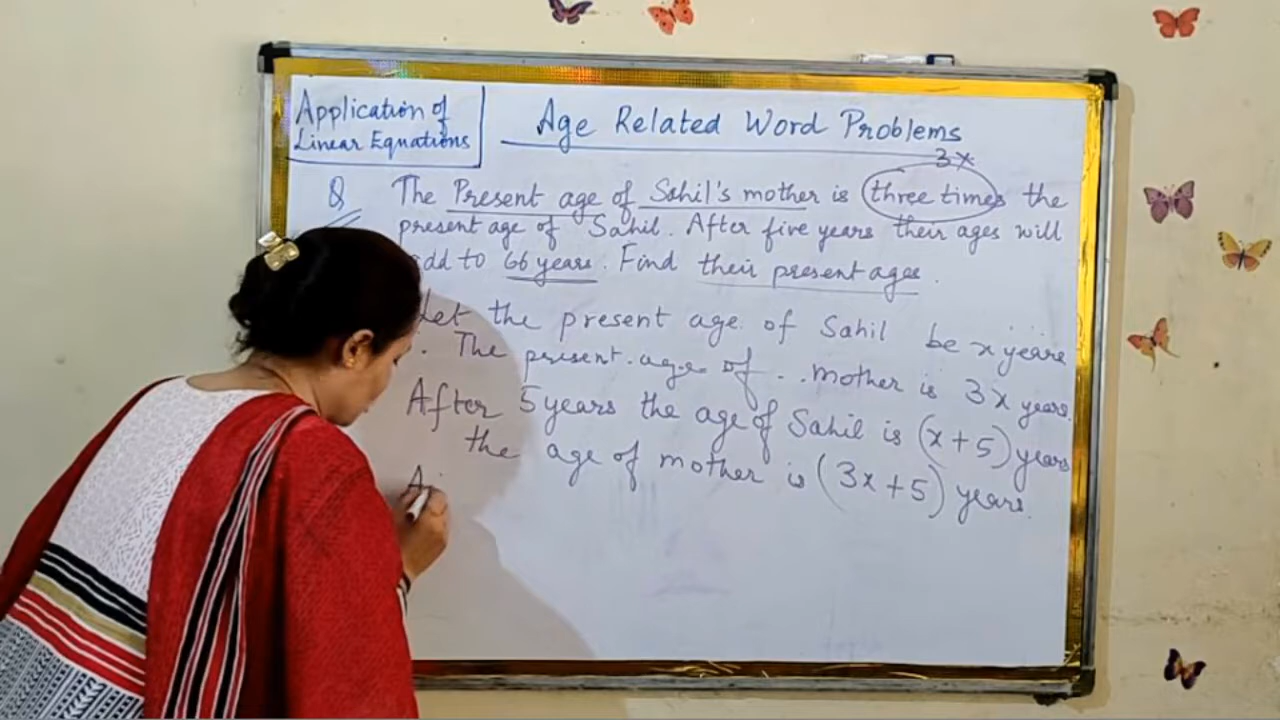 Application of
Linear Equations
Age Related Word Problems
3x
Q The Present age of Sahil's mother is three times the
present age of Sahil. After five years their ages will
add to 66 years. Find their present ages.
Let the present age of Sahil be x years
. The present age of . . mother is 3x years.
After 5 years the age of Sahil is (x+5) years
the age of mother is (3x+5) years.
A